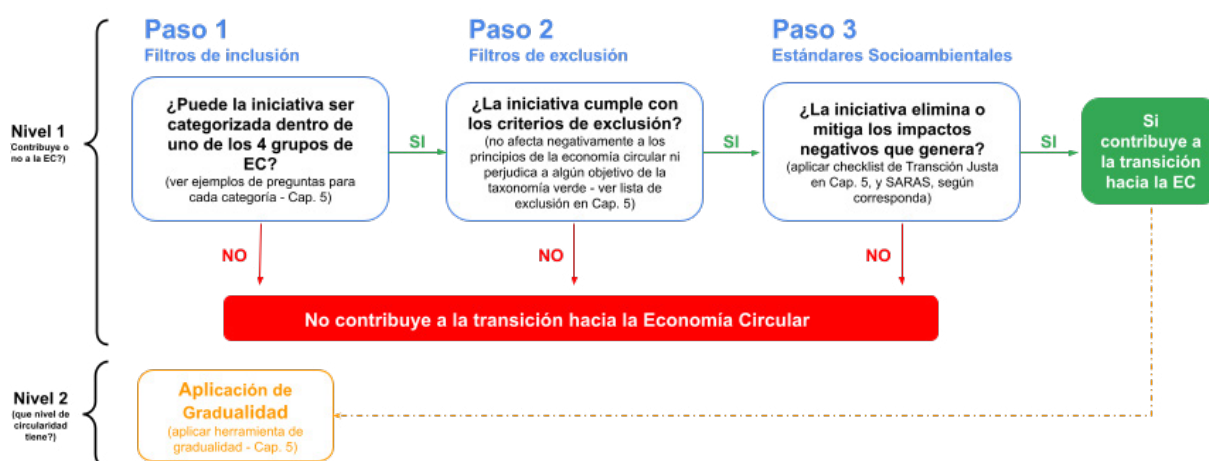 Paso 1
Filtros de inclusión
Paso 2
Filtros de exclusión
Paso 3
Estándares Socioambientales
Nivel 1
Contribuye o
no a la EC?)
¿Puede la iniciativa ser
categorizada dentro de
uno de los 4 grupos de
EC?
(ver ejemplos de preguntas para
cada categoría - Cap. 5)
SI
¿La iniciativa cumple con
los criterios de exclusión?
(no afecta negativamente a los
principios de la economía circular ni
perjudica a algún objetivo de la
taxonomía verde - ver lista de
exclusión en Cap. 5)
SI
¿La iniciativa elimina o
mitiga los impactos
negativos que genera?
(aplicar checklist de Transción Justa
en Cap. 5, y SARAS, según
corresponda)
SI
Si
contribuye a
la transición
hacia la EC
NO
NO
NO
No contribuye a la transición hacia la Economía Circular
Nivel 2
(que nivel de
circularidad
tiene?)
Aplicación de
Gradualidad
(aplicar herramienta de
gradualidad - Cap. 5)